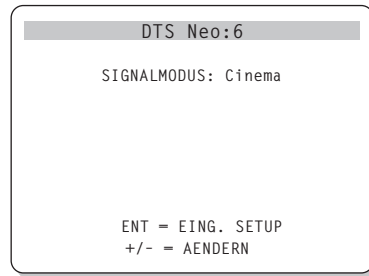 DTS Neo:6
SIGNALMODUS: Cinema
ENT = EING. SETUP
+/- = AENDERN